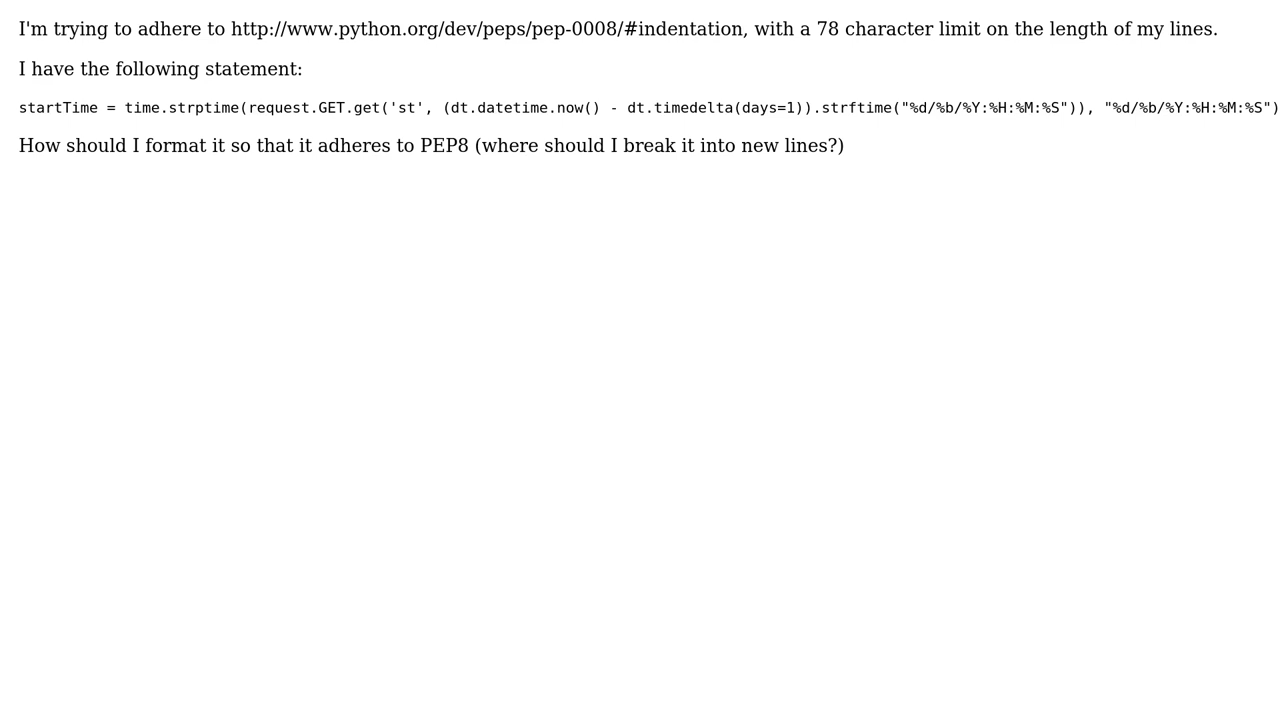 I'm trying to adhere to http://www.python.org/dev/peps/pep-0008/#indentation, with a 78 character limit on the length of my lines.
I have the following statement:
startTime = time.strptime(request.GET.get('st', (dt.datetime.now() - dt.timedelta(days=1)).strftime("%d/%b/%Y:%H:%M:%S")), "%d/%b/%Y:%H:%M:%S")
How should I format it so that it adheres to PEP8 (where should I break it into new lines?)